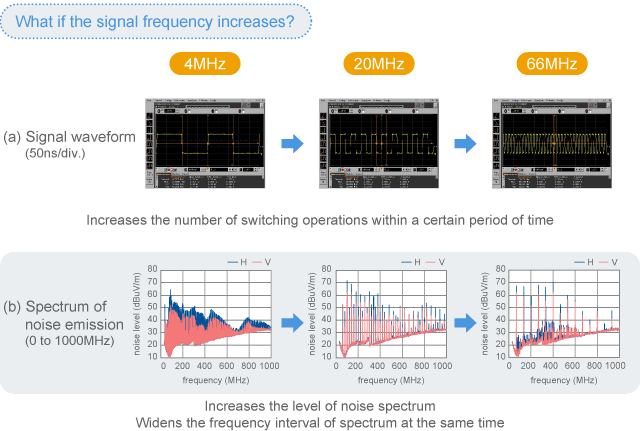 What if the signal frequency increases?
4MHz
20MHz
66MHz
(a) Signal waveform
(50ns/div.)
Increases the number of switching operations within a certain period of time
(b) Spectrum of
noise emission
(0 to 1000MHz)
H V
noise level (dBuV/m)
80
70
60
50
40
30
20
10
0 200 400 600 800 1000
frequency (MHz)
H V
noise level (dBuV/m)
80
70
60
50
40
30
20
10
0 200 400 600 800 1000
frequency (MHz)
H V
noise level (dBuV/m)
80
70
60
50
40
30
20
10
0 200 400 600 800 1000
frequency (MHz)
Increases the level of noise spectrum
Widens the frequency interval of spectrum at the same time